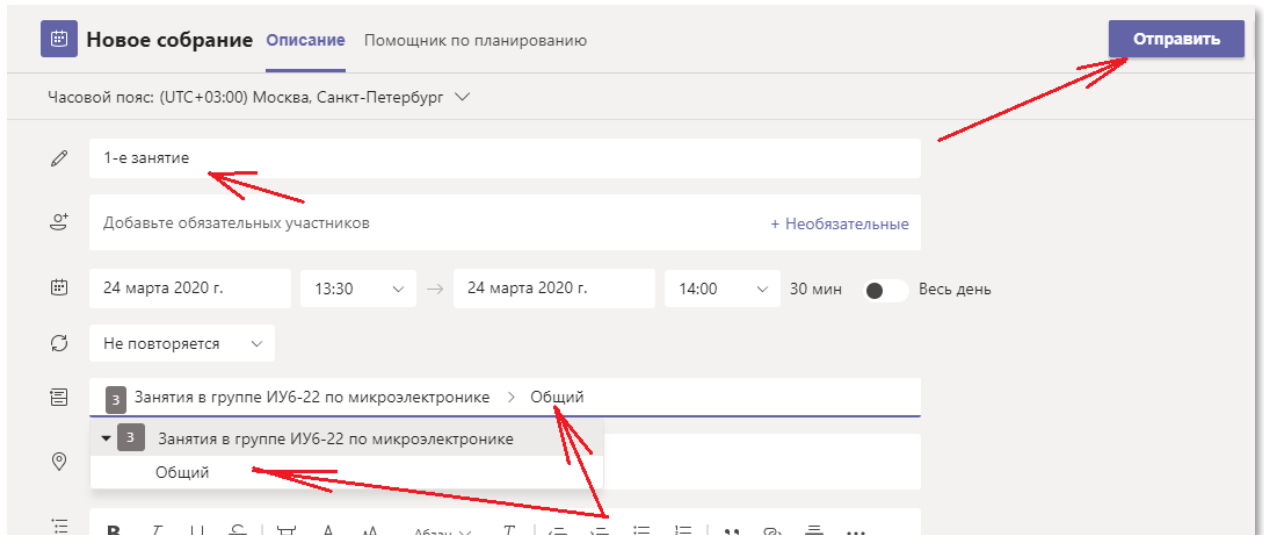 Новое собрание Описание Помощник по планированию Отправить
Часовой пояс: (UTC+03:00) Москва, Санкт-Петербург
1-е занятие
Добавьте обязательных участников + Необязательные
24 марта 2020 г. 13:30 → 24 марта 2020 г. 14:00 30 мин Весь день
Не повторяется
З Занятия в группе ИУ6-22 по микроэлектронике > Общий
З Занятия в группе ИУ6-22 по микроэлектронике
Общий